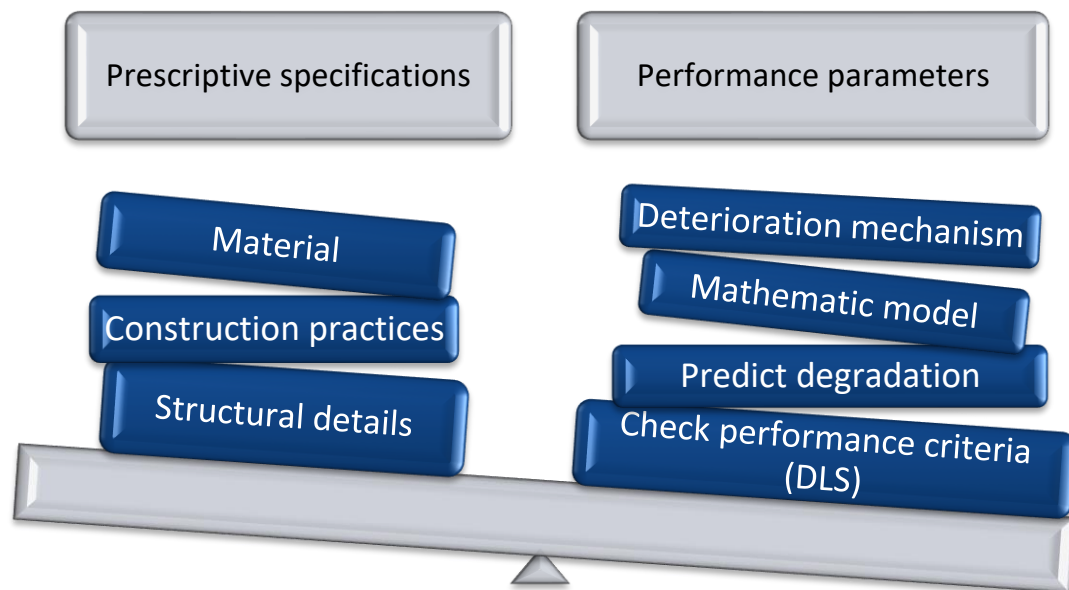 Prescriptive specifications
Performance parameters
Material
Construction practices
Structural details
Deterioration mechanism
Mathematic model
Predict degradation
Check performance criteria
(DLS)